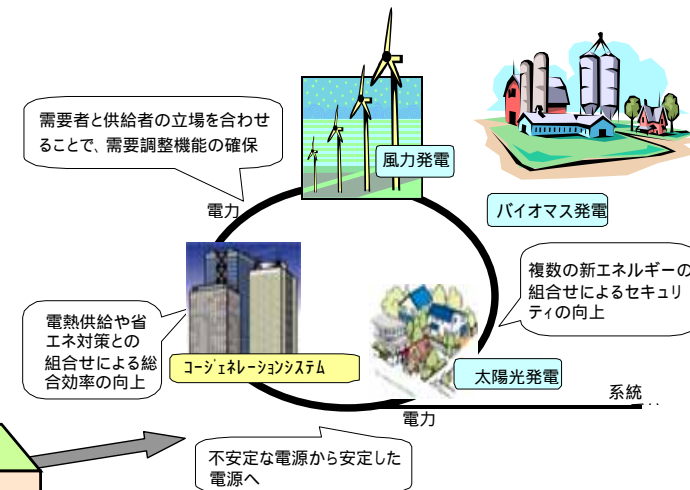 需要者と供給者の立場を合わせ
ることで、需要調整機能の確保
風力発電
電力
バイオマス発電
複数の新エネルギーの
組合せによるセキュリ
ティの向上
電熱供給や省
エネ対策との
組合せによる総
合効率の向上
コージェネレーションシステム
太陽光発電
系統
電力
不安定な電源から安定した
電源へ